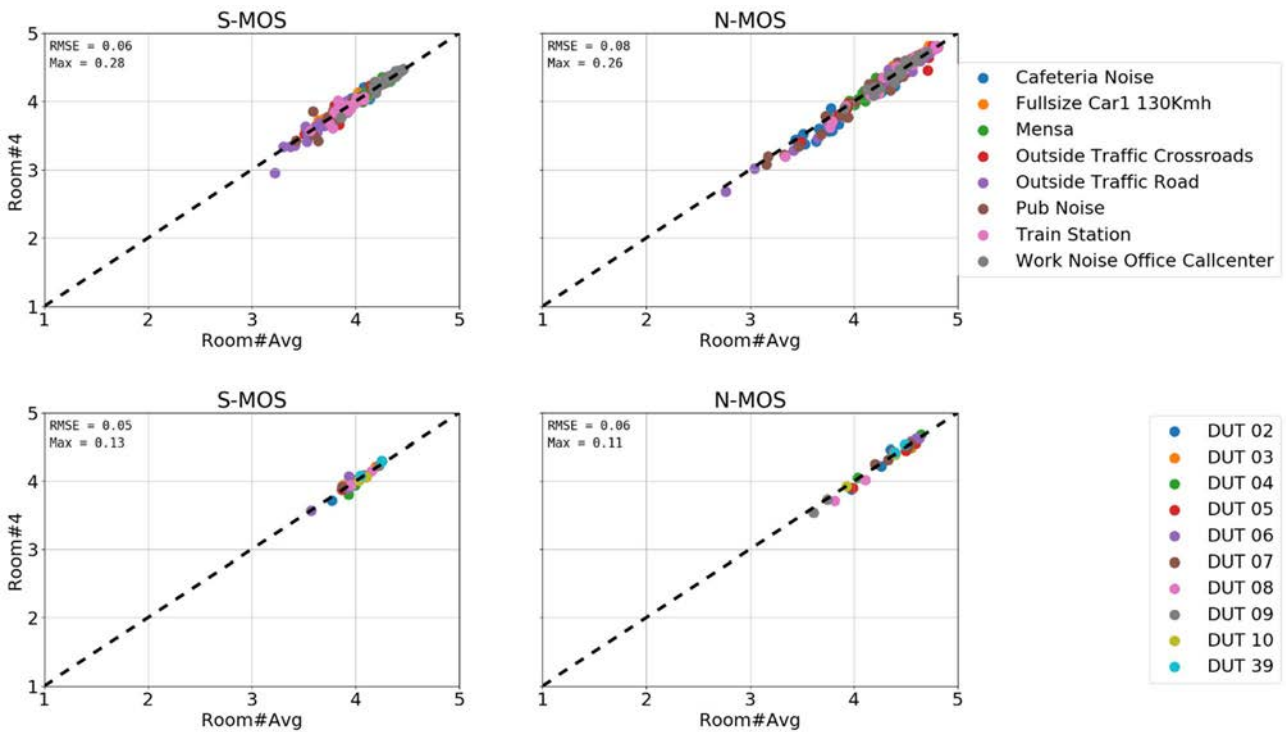 S-MOS
RMSE = 0.06
Max = 0.28
5
4
3
2
1
Room#4
1 2 3 4 5
Room#Avg
N-MOS
RMSE = 0.08
Max = 0.26
1 2 3 4 5
Room#Avg
Cafeteria Noise
Fullsize Car1 130Kmh
Mensa
Outside Traffic Crossroads
Outside Traffic Road
Pub Noise
Train Station
Work Noise Office Callcenter
S-MOS
RMSE = 0.05
Max = 0.13
5
4
3
2
1
Room#4
1 2 3 4 5
Room#Avg
N-MOS
RMSE = 0.06
Max = 0.11
1 2 3 4 5
Room#Avg
DUT 02
DUT 03
DUT 04
DUT 05
DUT 06
DUT 07
DUT 08
DUT 09
DUT 10
DUT 39